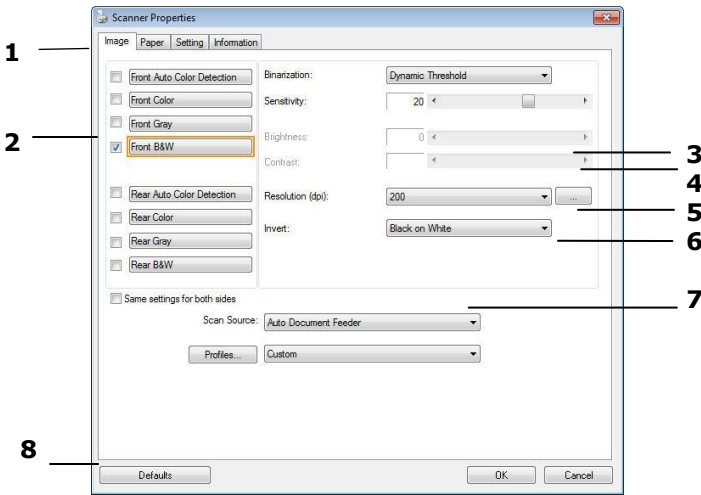 Scanner Properties
1
Image Paper Setting Information
Front Auto Color Detection
Binarization: Dynamic Threshold
Front Color
Sensitivity: 20
Front Gray
2
Front B&W
Brightness: 0
3
Contrast:
4
Rear Auto Color Detection
Resolution (dpi): 200 ...
5
Rear Color
Invert: Black on White
6
Rear Gray
Rear B&W
Same settings for both sides
7
Scan Source: Auto Document Feeder
Profiles... Custom
8
Defaults OK Cancel